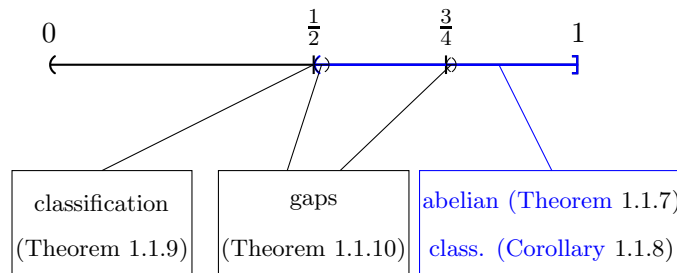 0 1/2 3/4 1
classification
(Theorem 1.1.9)
gaps
(Theorem 1.1.10)
abelian (Theorem 1.1.7)
class. (Corollary 1.1.8)